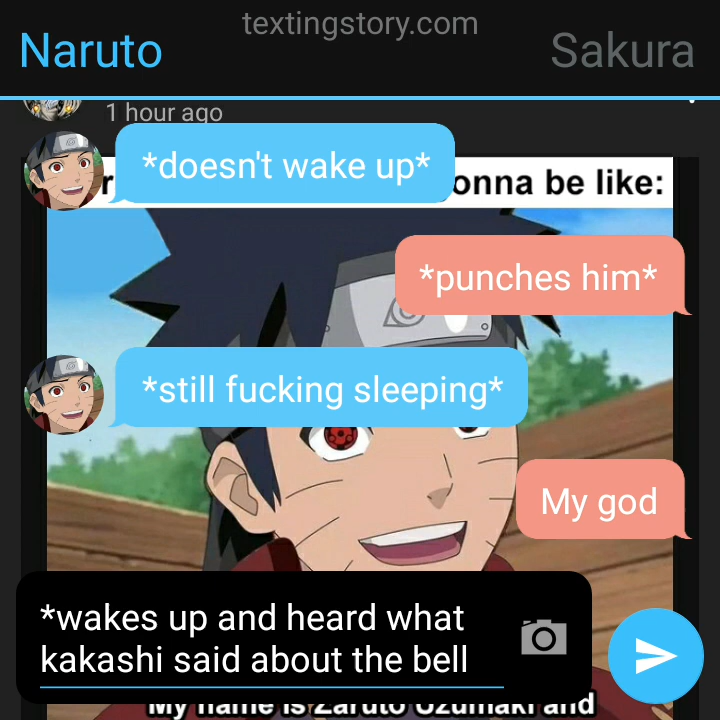 textingstory.com
Naruto
Sakura
1 hour ago
*doesn't wake up*
onna be like:
*punches him*
*still fucking sleeping*
My god
*wakes up and heard what
kakashi said about the bell
My name is Zaruto Uzumaki and